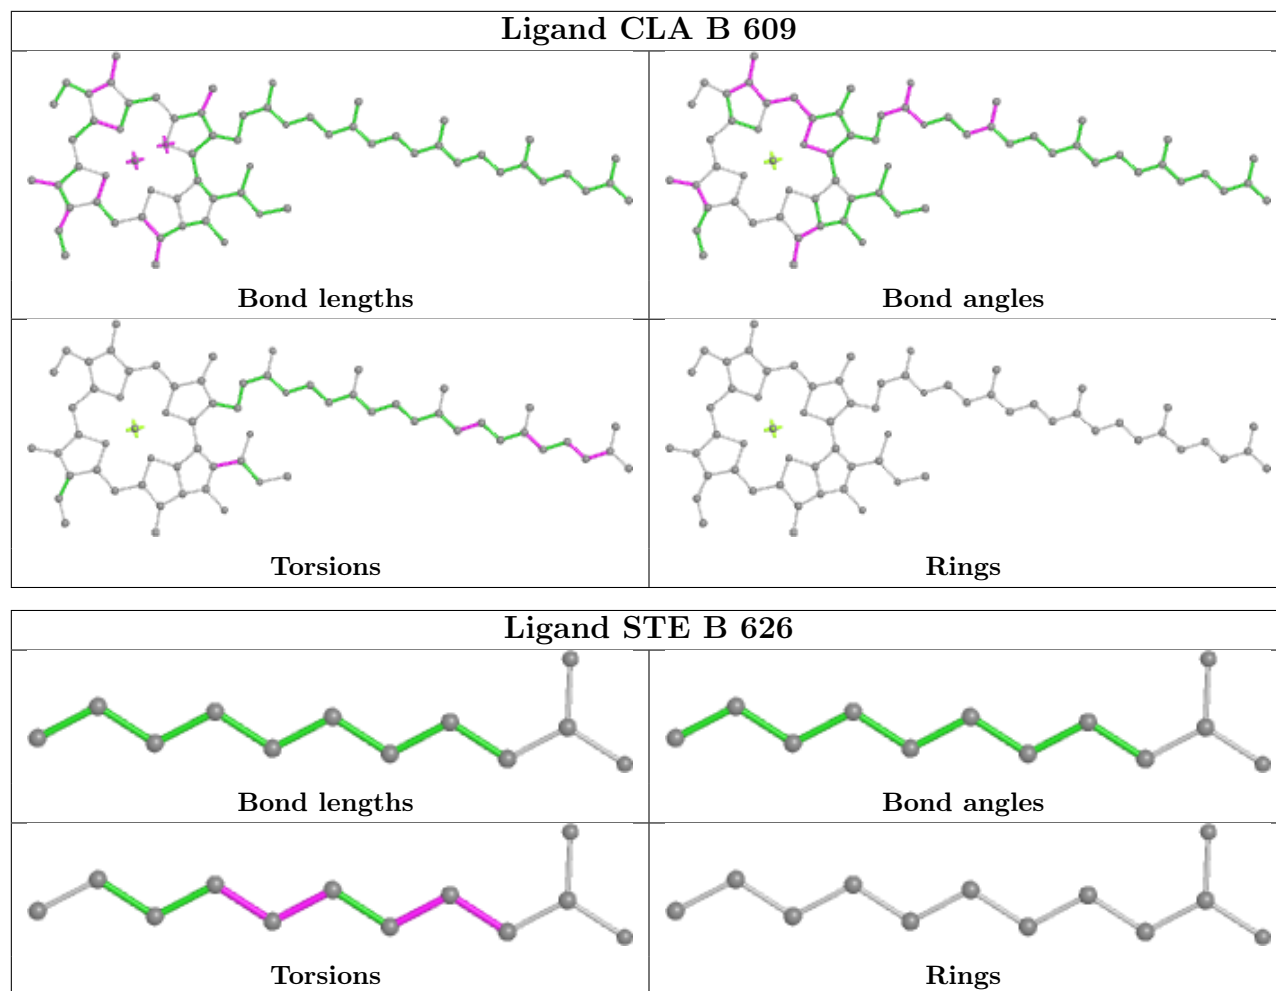 Ligand CLA B 609
Bond lengths
Bond angles
Torsions
Rings
Ligand STE B 626
Bond lengths
Bond angles
Torsions
Rings